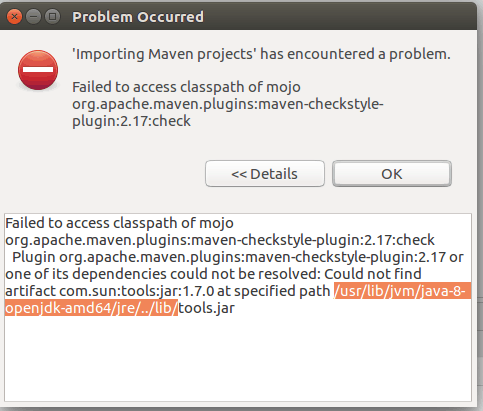 Problem Occurred
'Importing Maven projects' has encountered a problem.
Failed to access classpath of mojo
org.apache.maven.plugins:maven-checkstyle-
plugin:2.17:check
<< Details
OK
Failed to access classpath of mojo
org.apache.maven.plugins:maven-checkstyle-plugin:2.17:check
Plugin org.apache.maven.plugins:maven-checkstyle-plugin:2.17 or
one of its dependencies could not be resolved: Could not find
artifact com.sun:tools:jar:1.7.0 at specified path /usr/lib/jvm/java-8-
openjdk-amd64/jre/../lib/tools.jar